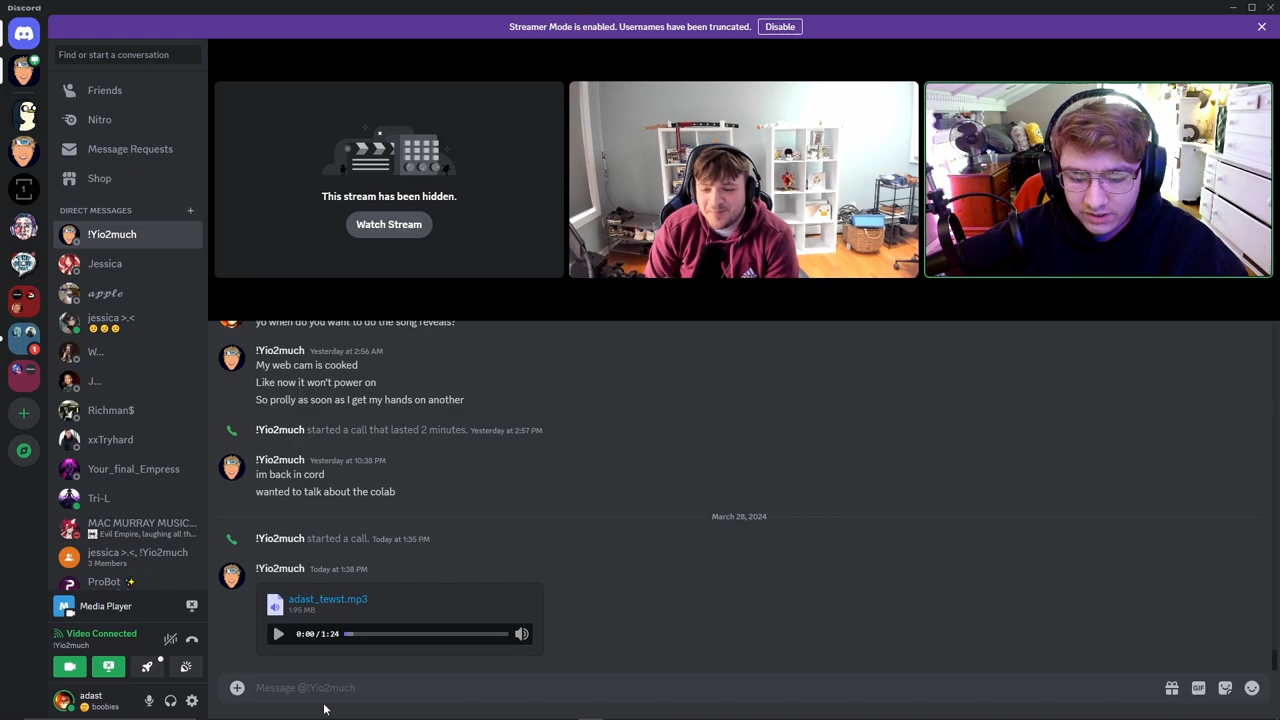 Discord
Streamer Mode is enabled. Usernames have been truncated.
Disable
Find or start a conversation
Friends
Nitro
Message Requests
Shop
DIRECT MESSAGES
!Yio2much
Jessica
𝓪𝓹𝓹𝓵𝓮
jessica >.<
W...
J...
Richman$
xxTryhard
Your_final_Empress
Tri-L
MAC MURRAY MUSIC...
Evil Empire, laughing all th...
jessica >.<, !Yio2much
3 Members
ProBot
Media Player
Video Connected
!Yio2much
adast
boobies
1
This stream has been hidden.
Watch Stream
yo when do you want to do the song reveals?
!Yio2much Yesterday at 2:56 AM
My web cam is cooked
Like now it won't power on
So prolly as soon as I get my hands on another
!Yio2much started a call that lasted 2 minutes. Yesterday at 2:57 PM
!Yio2much Yesterday at 10:38 PM
im back in cord
wanted to talk about the colab
March 28, 2024
!Yio2much started a call. Today at 1:35 PM
!Yio2much Today at 1:38 PM
adast_tewst.mp3
1.95 MB
0:00 / 1:24
Message @!Yio2much
GIF